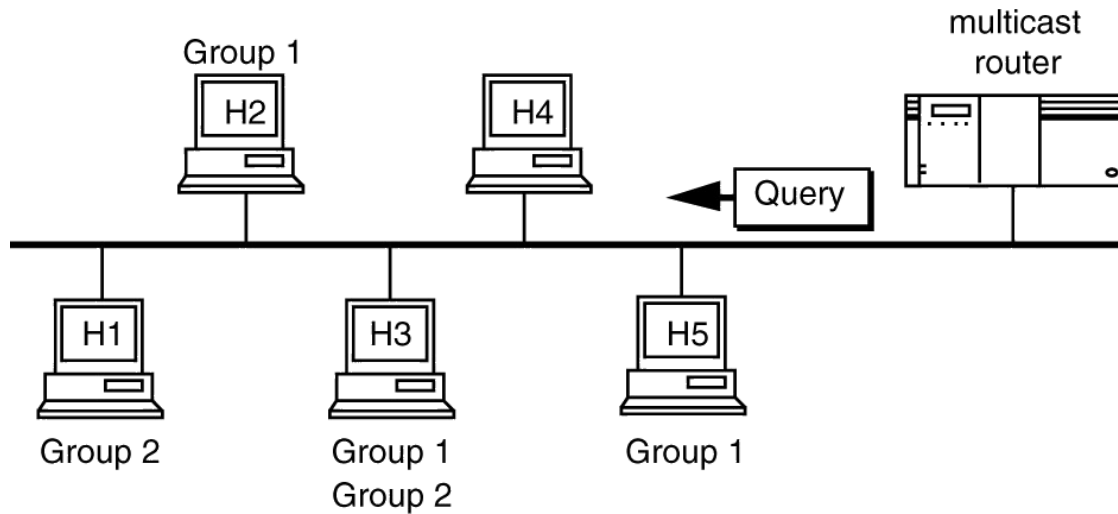 multicast
router
Group 1
H2
H4
Query
H1
H3
H5
Group 2
Group 1
Group 2
Group 1